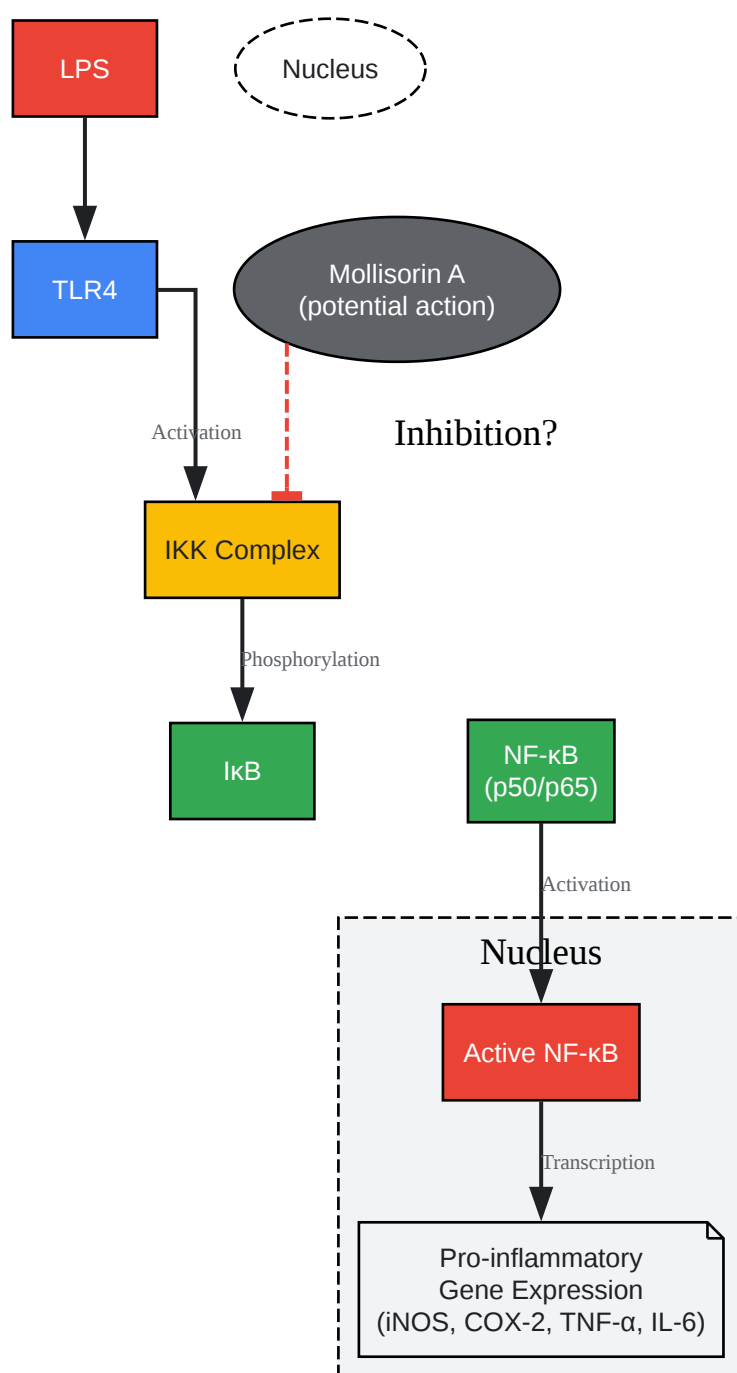 LPS
Nucleus
TLR4
Mollisorin A
(potential action)
Activation
Inhibition?
IKK Complex
Phosphorylation
IκB
NF-κB
(p50/p65)
Activation
Nucleus
Active NF-κB
Transcription
Pro-inflammatory
Gene Expression
(iNOS, COX-2, TNF-α, IL-6)